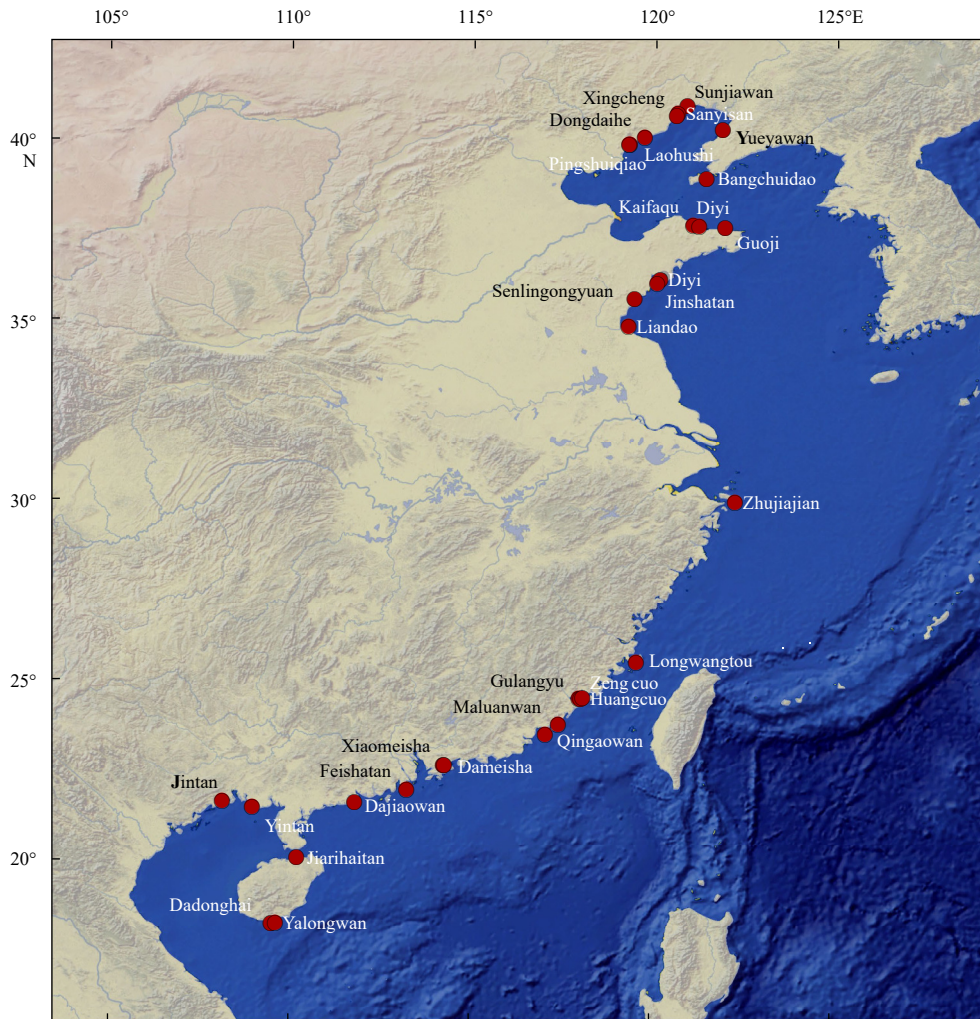 105° 110° 115° 120° 125°E
Sunjiawan
Xingcheng
Sanyisan
Dongdaihe
40°
N
Yueyawan
Laohushi
Pingshuiqiao
Bangchuidao
Kaifaqu Diyi
Guoji
Diyi
Senlingongyuan
Jinshatan
35°
Liandao
30°
Zhujiajian
Longwangtou
25°
Gulangyu
Zeng cuo
Huangcuo
Maluanwan
Qingaowan
Xiaomeisha
Dameisha
Feishatan
Jintan
Dajiaowan
Yintan
20°
Jiarihaitan
Dadonghai
Yalongwan